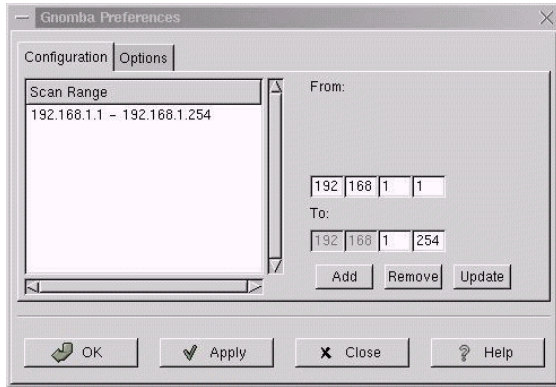 Gnomba Preferences
Configuration Options
Scan Range
192.168.1.1 - 192.168.1.254
From:
192 168 1 1
To:
192 168 1 254
Add Remove Update
OK Apply Close Help